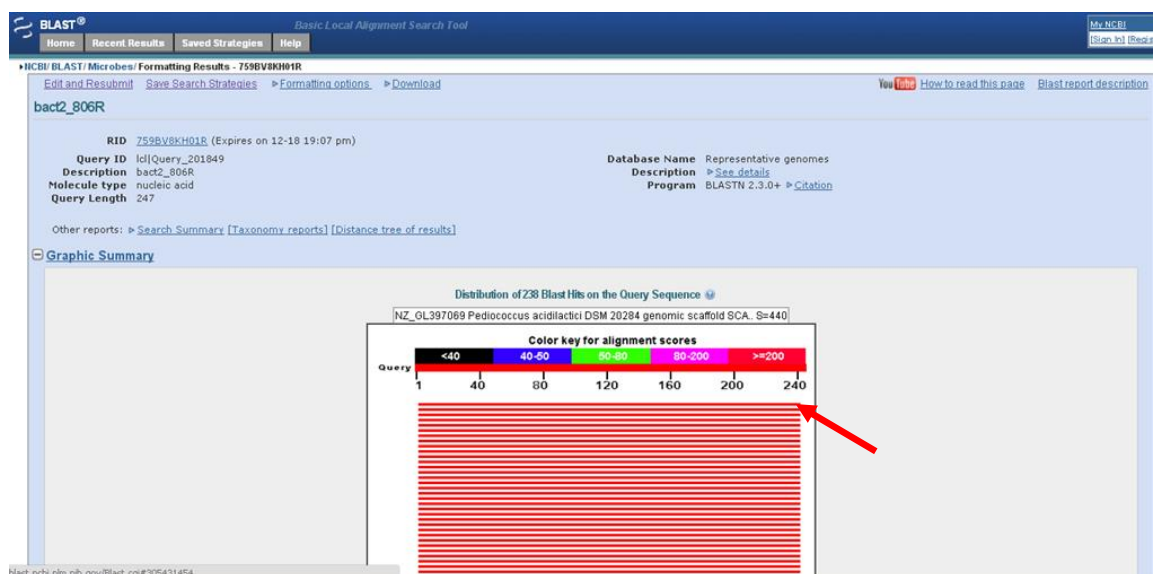 BLAST® Basic Local Alignment Search Tool My NCBI
Home Recent Results Saved Strategies Help [Sign In] [Regis
NCBI/ BLAST/ Microbes/ Formatting Results - 759BV8KH01R
Edit and Resubmit Save Search Strategies Formatting options Download YouTube How to read this page Blast report description
bact2_806R
RID 759BV8KH01R (Expires on 12-18 19:07 pm)
Query ID lcl|Query_201849 Database Name Representative genomes
Description bact2_806R Description See details
Molecule type nucleic acid Program BLASTN 2.3.0+ Citation
Query Length 247
Other reports: Search Summary [Taxonomy reports] [Distance tree of results]
Graphic Summary
Distribution of 238 Blast Hits on the Query Sequence
NZ_GL397069 Pediococcus acidilactici DSM 20284 genomic scaffold SCA.. S=440
Color key for alignment scores
<40 40-50 50-80 80-200 >=200
Query
1 40 80 120 160 200 240